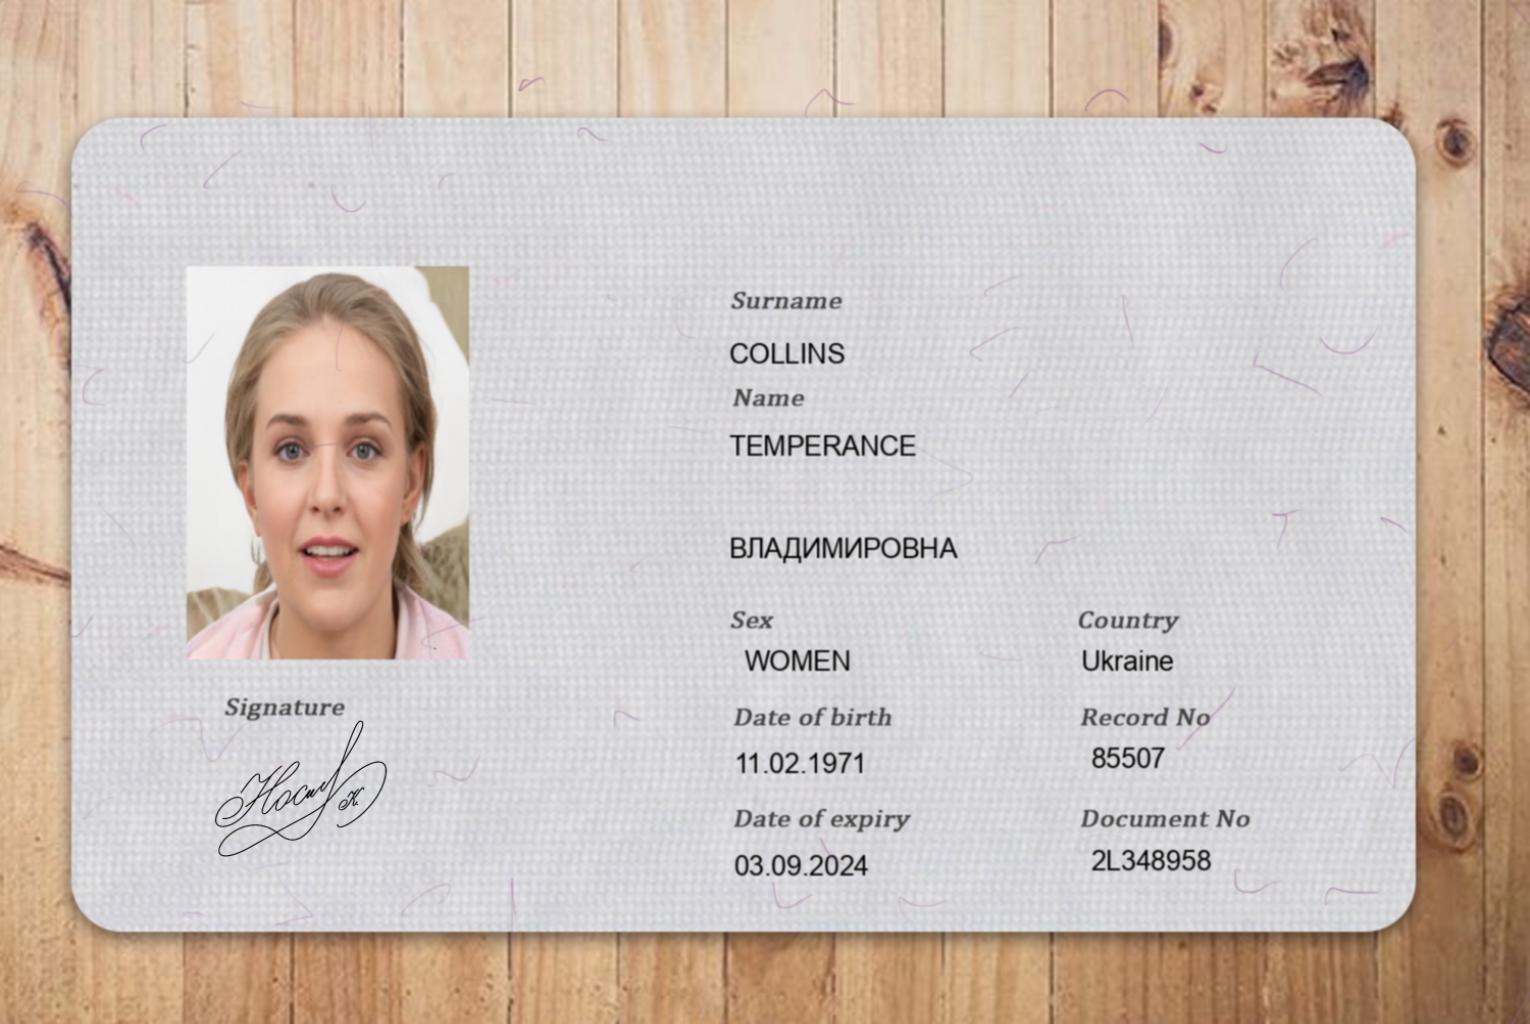 Surname
COLLINS
Name
TEMPERANCE
ВЛАДИМИРОВНА
Sex Country
WOMEN Ukraine
Date of birth Record No
11.02.1971 85507
Date of expiry Document No
03.09.2024 2L348958
Signature